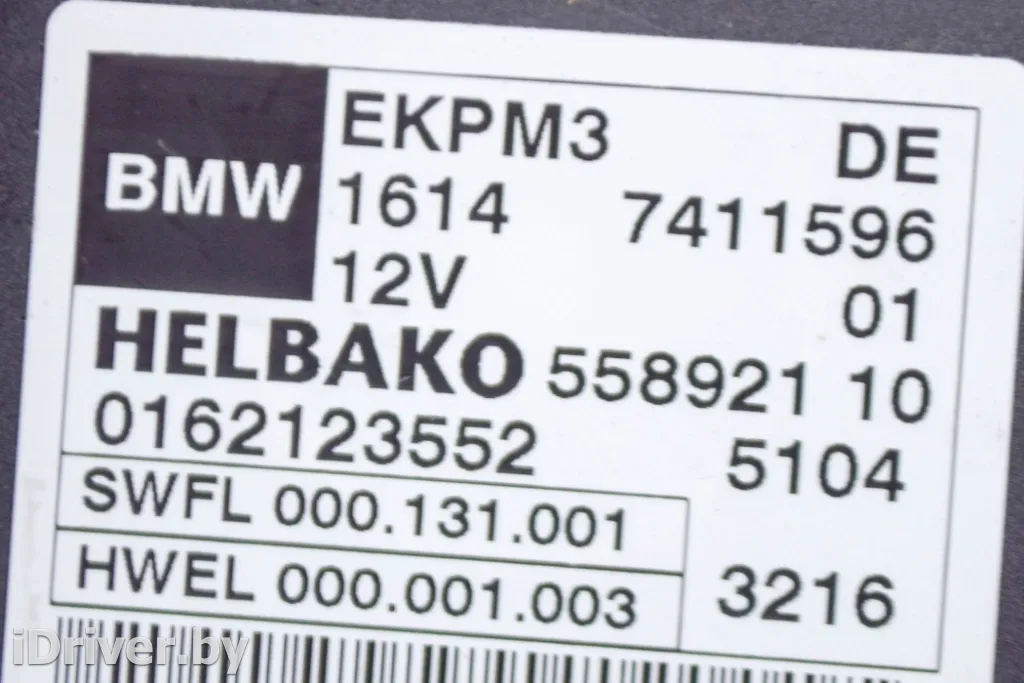 EKPM3 DE
BMW 1614 7411596
12V 01
HELBAKO 558921 10
0162123552 5104
SWFL 000.131.001
HWEL 000.001.003 3216
iDriver.by